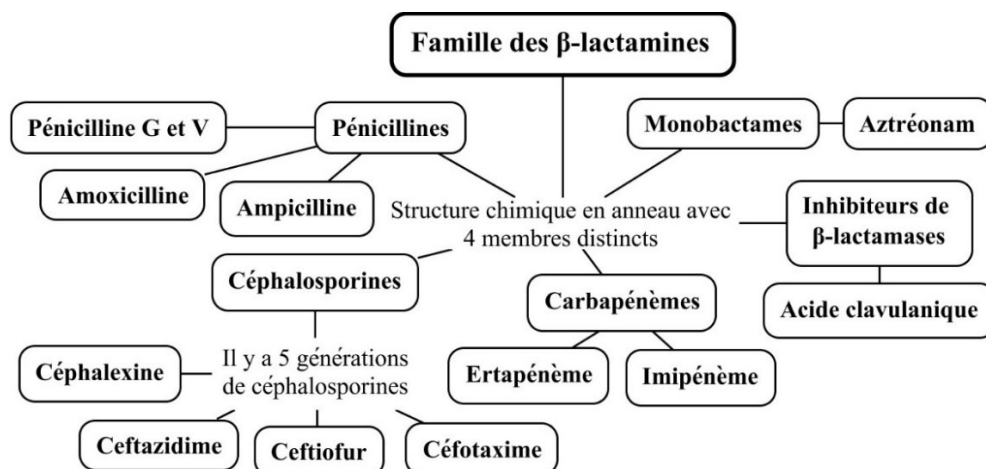 Famille des β-lactamines
Pénicilline G et V
Pénicillines
Monobactames
Aztréonam
Amoxicilline
Ampicilline
Structure chimique en anneau avec
4 membres distincts
Inhibiteurs de
β-lactamases
Céphalosporines
Carbapénèmes
Acide clavulanique
Il y a 5 générations
de céphalosporines
Céphalexine
Ertapénème
Imipénème
Ceftazidime
Ceftiofur
Céfotaxime